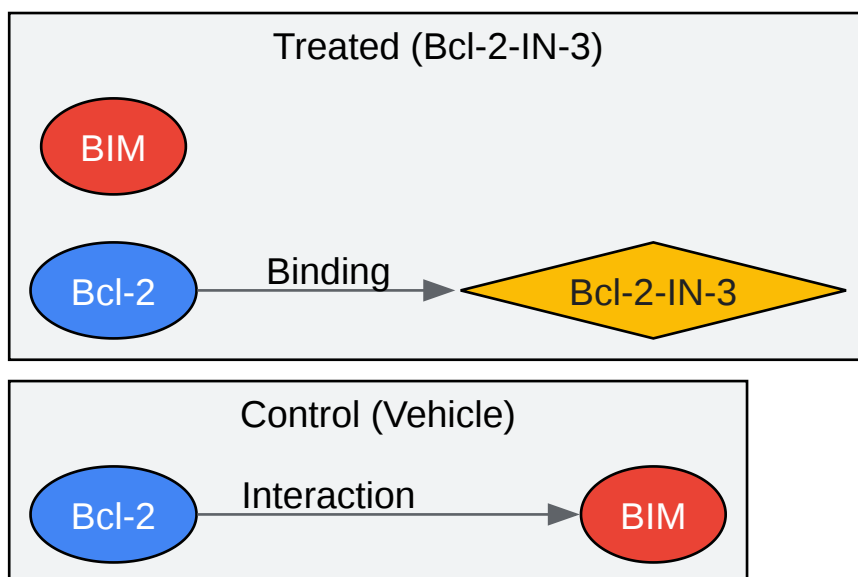 Treated (Bcl-2-IN-3)
BIM
Bcl-2
Binding
Bcl-2-IN-3
Control (Vehicle)
Bcl-2
Interaction
BIM